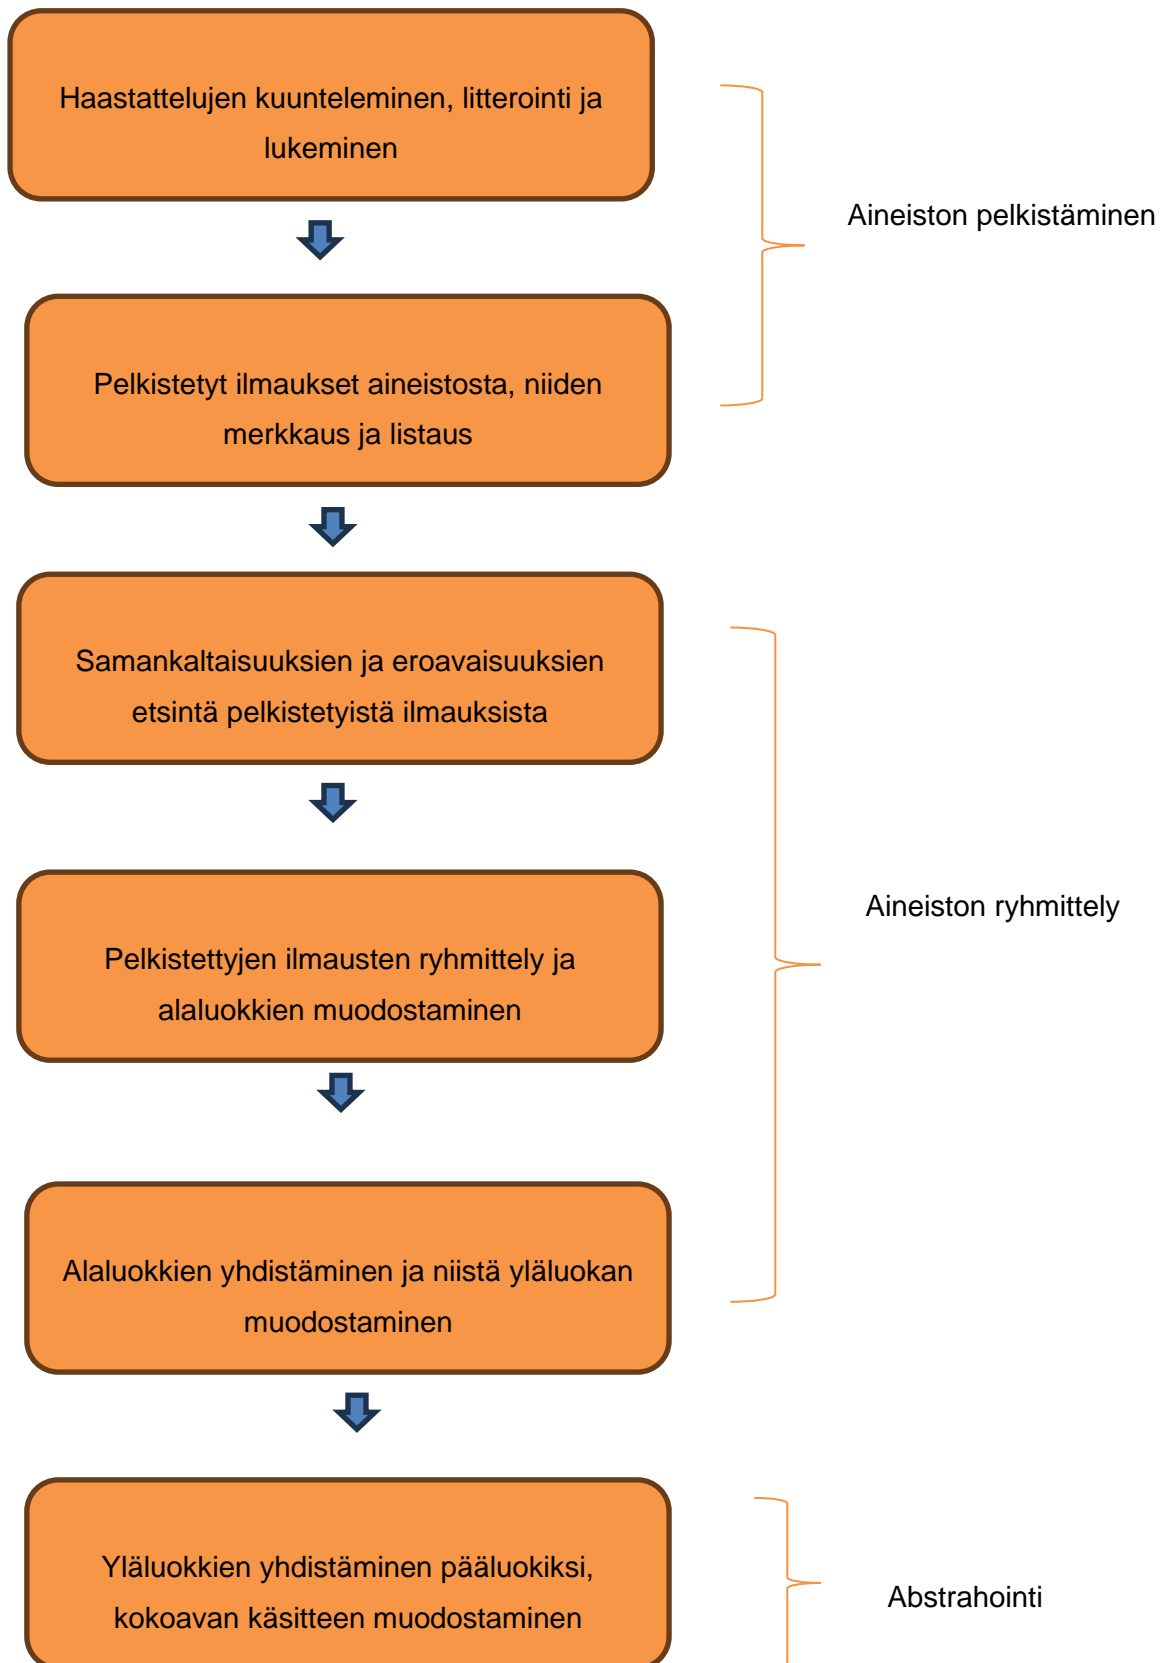 Haastattelujen kuunteleminen, litterointi ja
lukeminen
Aineiston pelkistäminen
Pelkistetyt ilmaukset aineistosta, niiden
merkkaus ja listaus
Samankaltaisuuksien ja eroavaisuuksien
etsintä pelkistetyistä ilmauksista
Pelkistettyjen ilmausten ryhmittely ja
alaluokkien muodostaminen
Aineiston ryhmittely
Alaluokkien yhdistäminen ja niistä yläluokan
muodostaminen
Yläluokkien yhdistäminen pääluokiksi,
kokoavan käsitteen muodostaminen
Abstrahointi